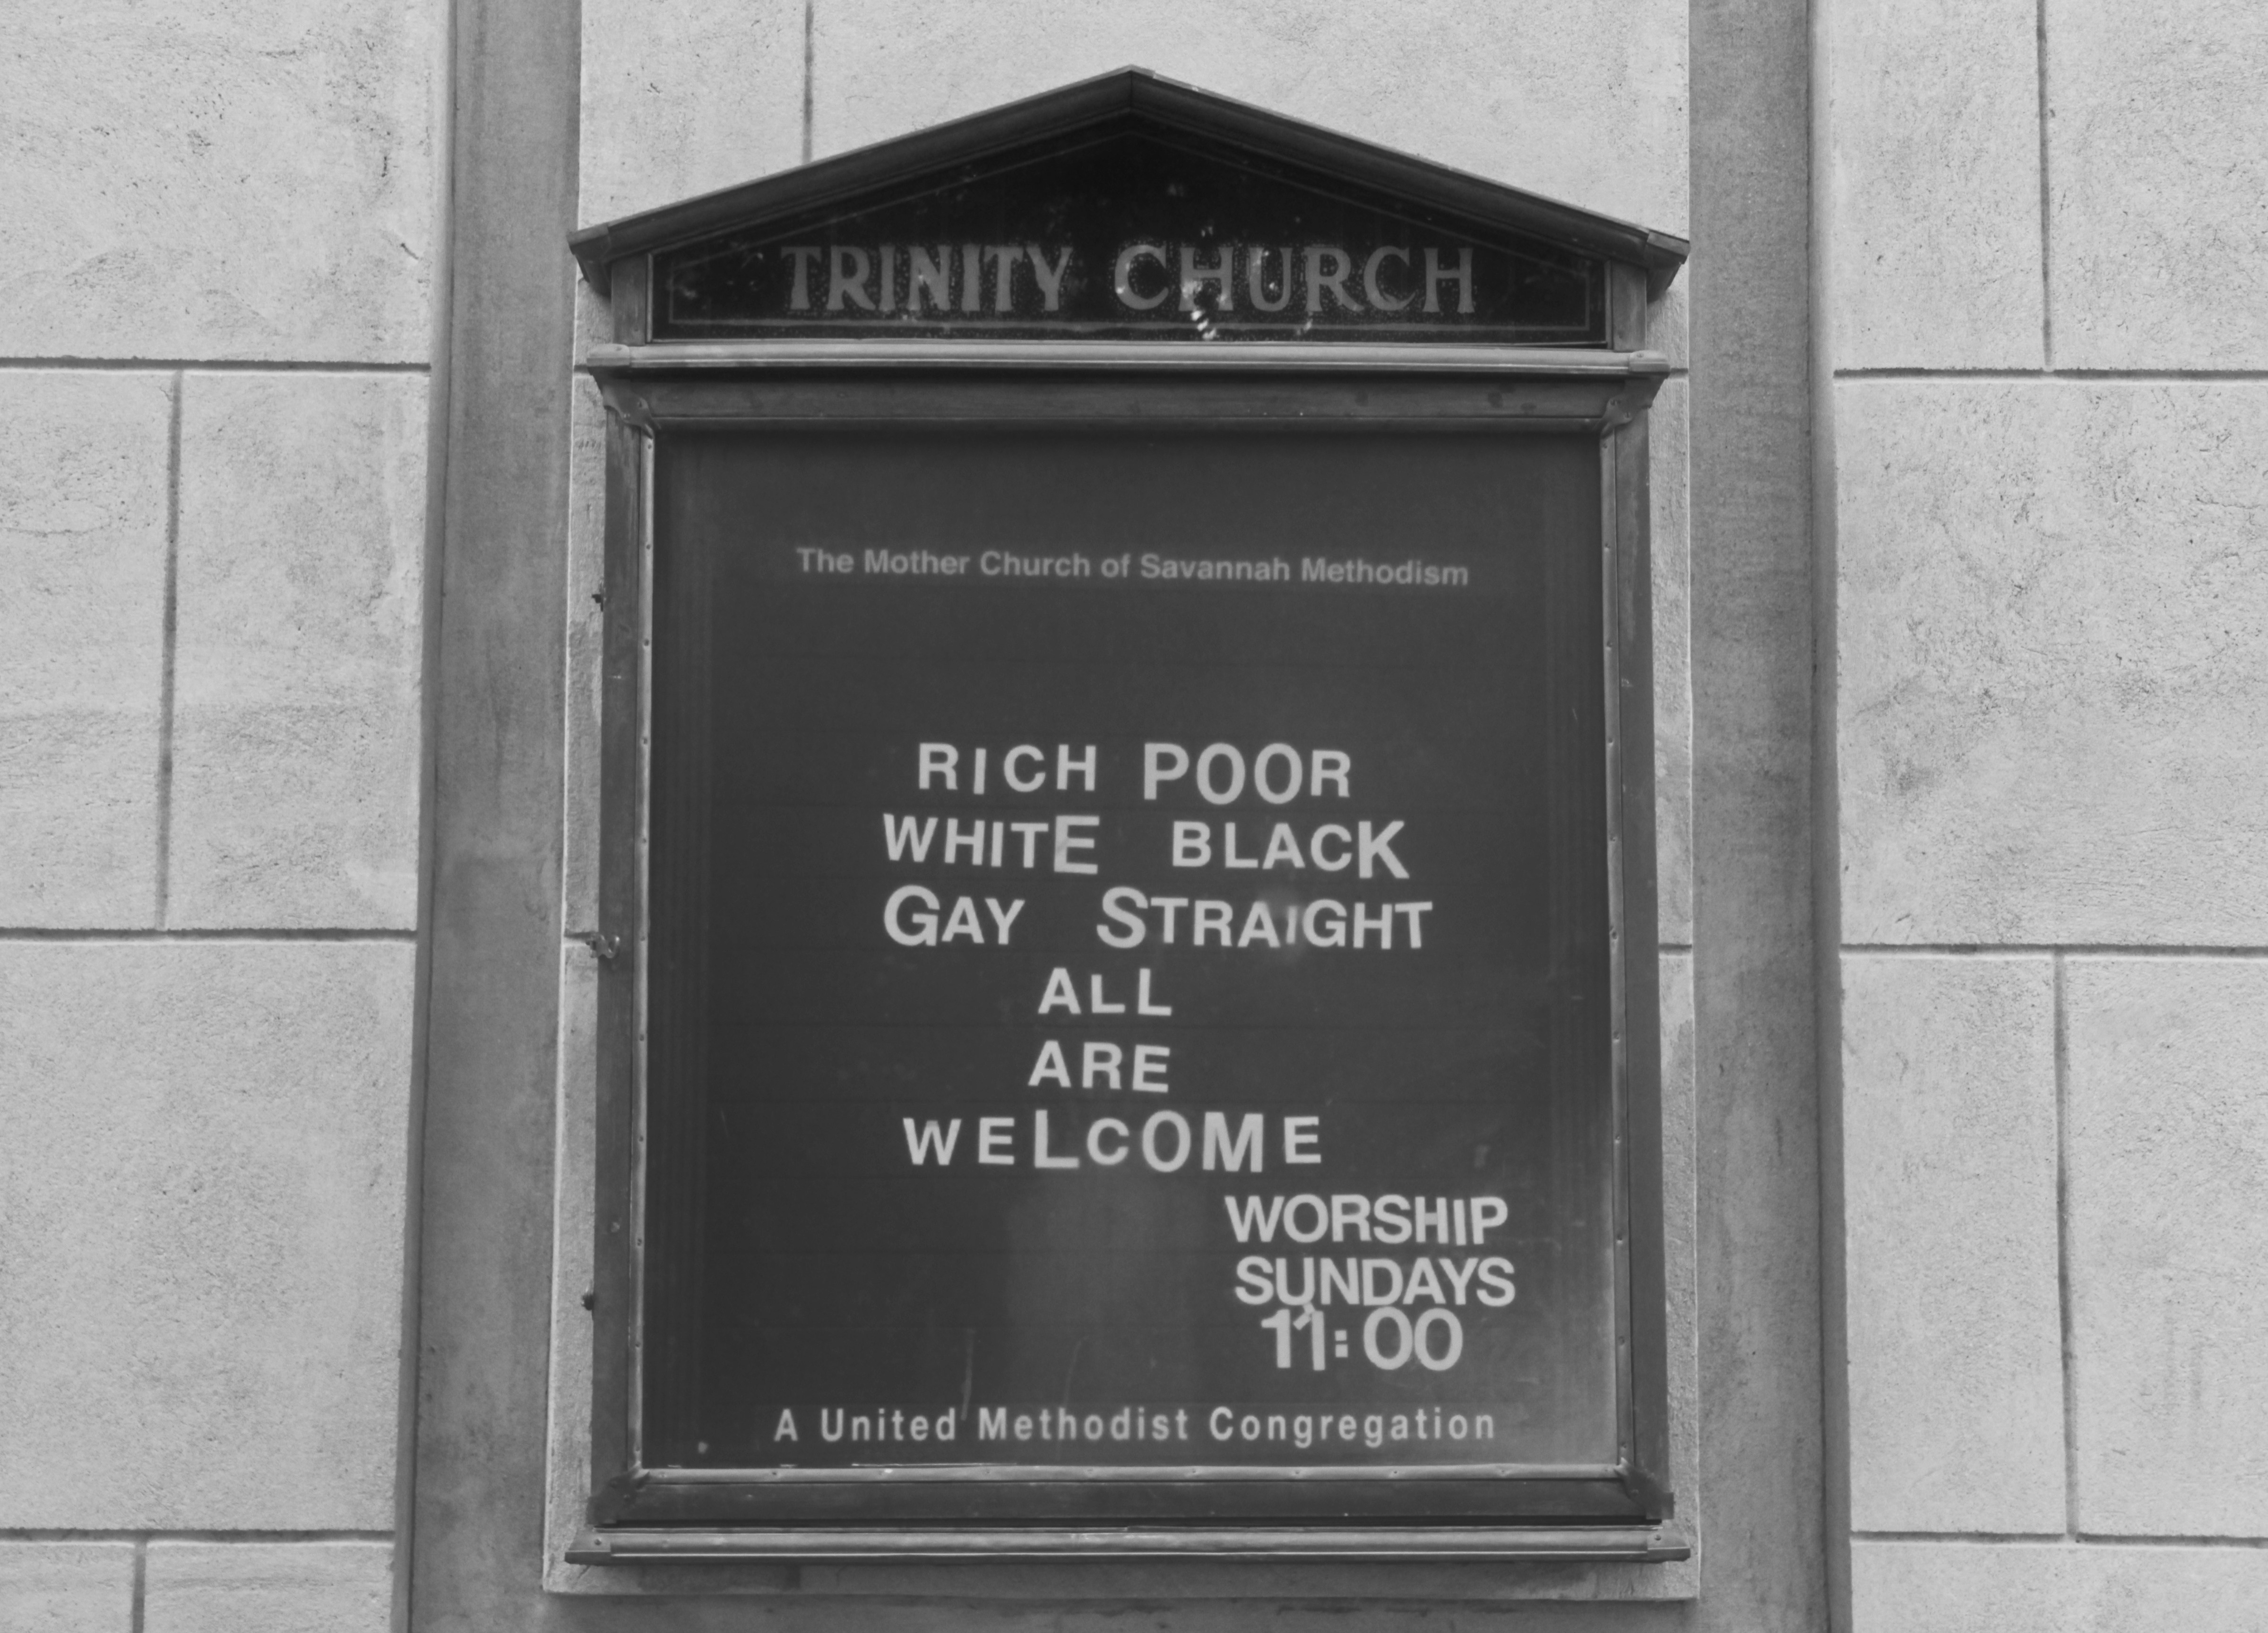 TRINITY CHURCH
The Mother Church of Savannah Methodism
RICH POOR
WHITE BLACK
GAY STRAIGHT
ALL
ARE
WELCOME
WORSHIP
SUNDAYS
11:00
A United Methodist Congregation